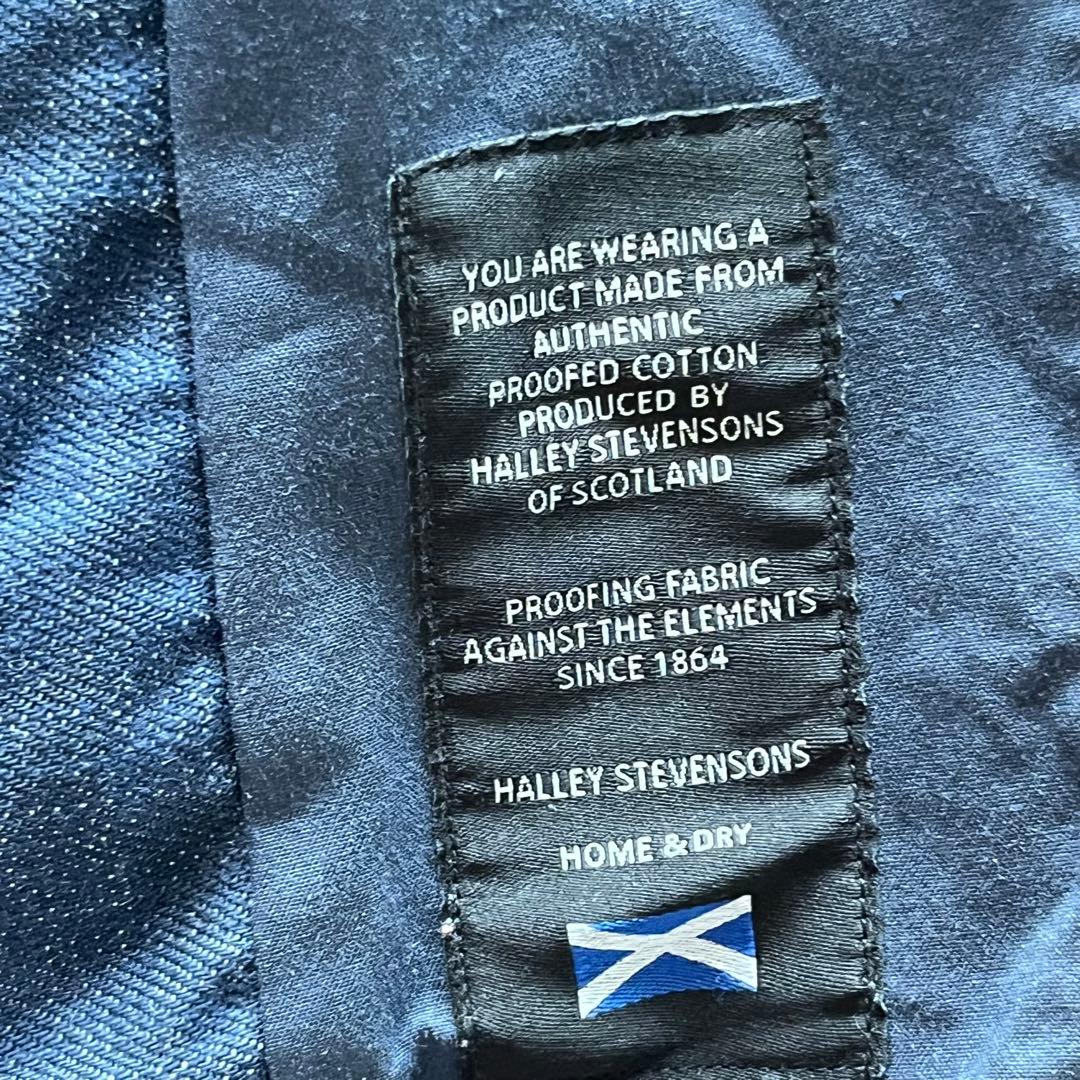 YOU ARE WEARING A
PRODUCT MADE FROM
AUTHENTIC
PROOFED COTTON
PRODUCED BY
HALLEY STEVENSONS
OF SCOTLAND
PROOFING FABRIC
AGAINST THE ELEMENTS
SINCE 1864
HALLEY STEVENSONS
HOME & DRY